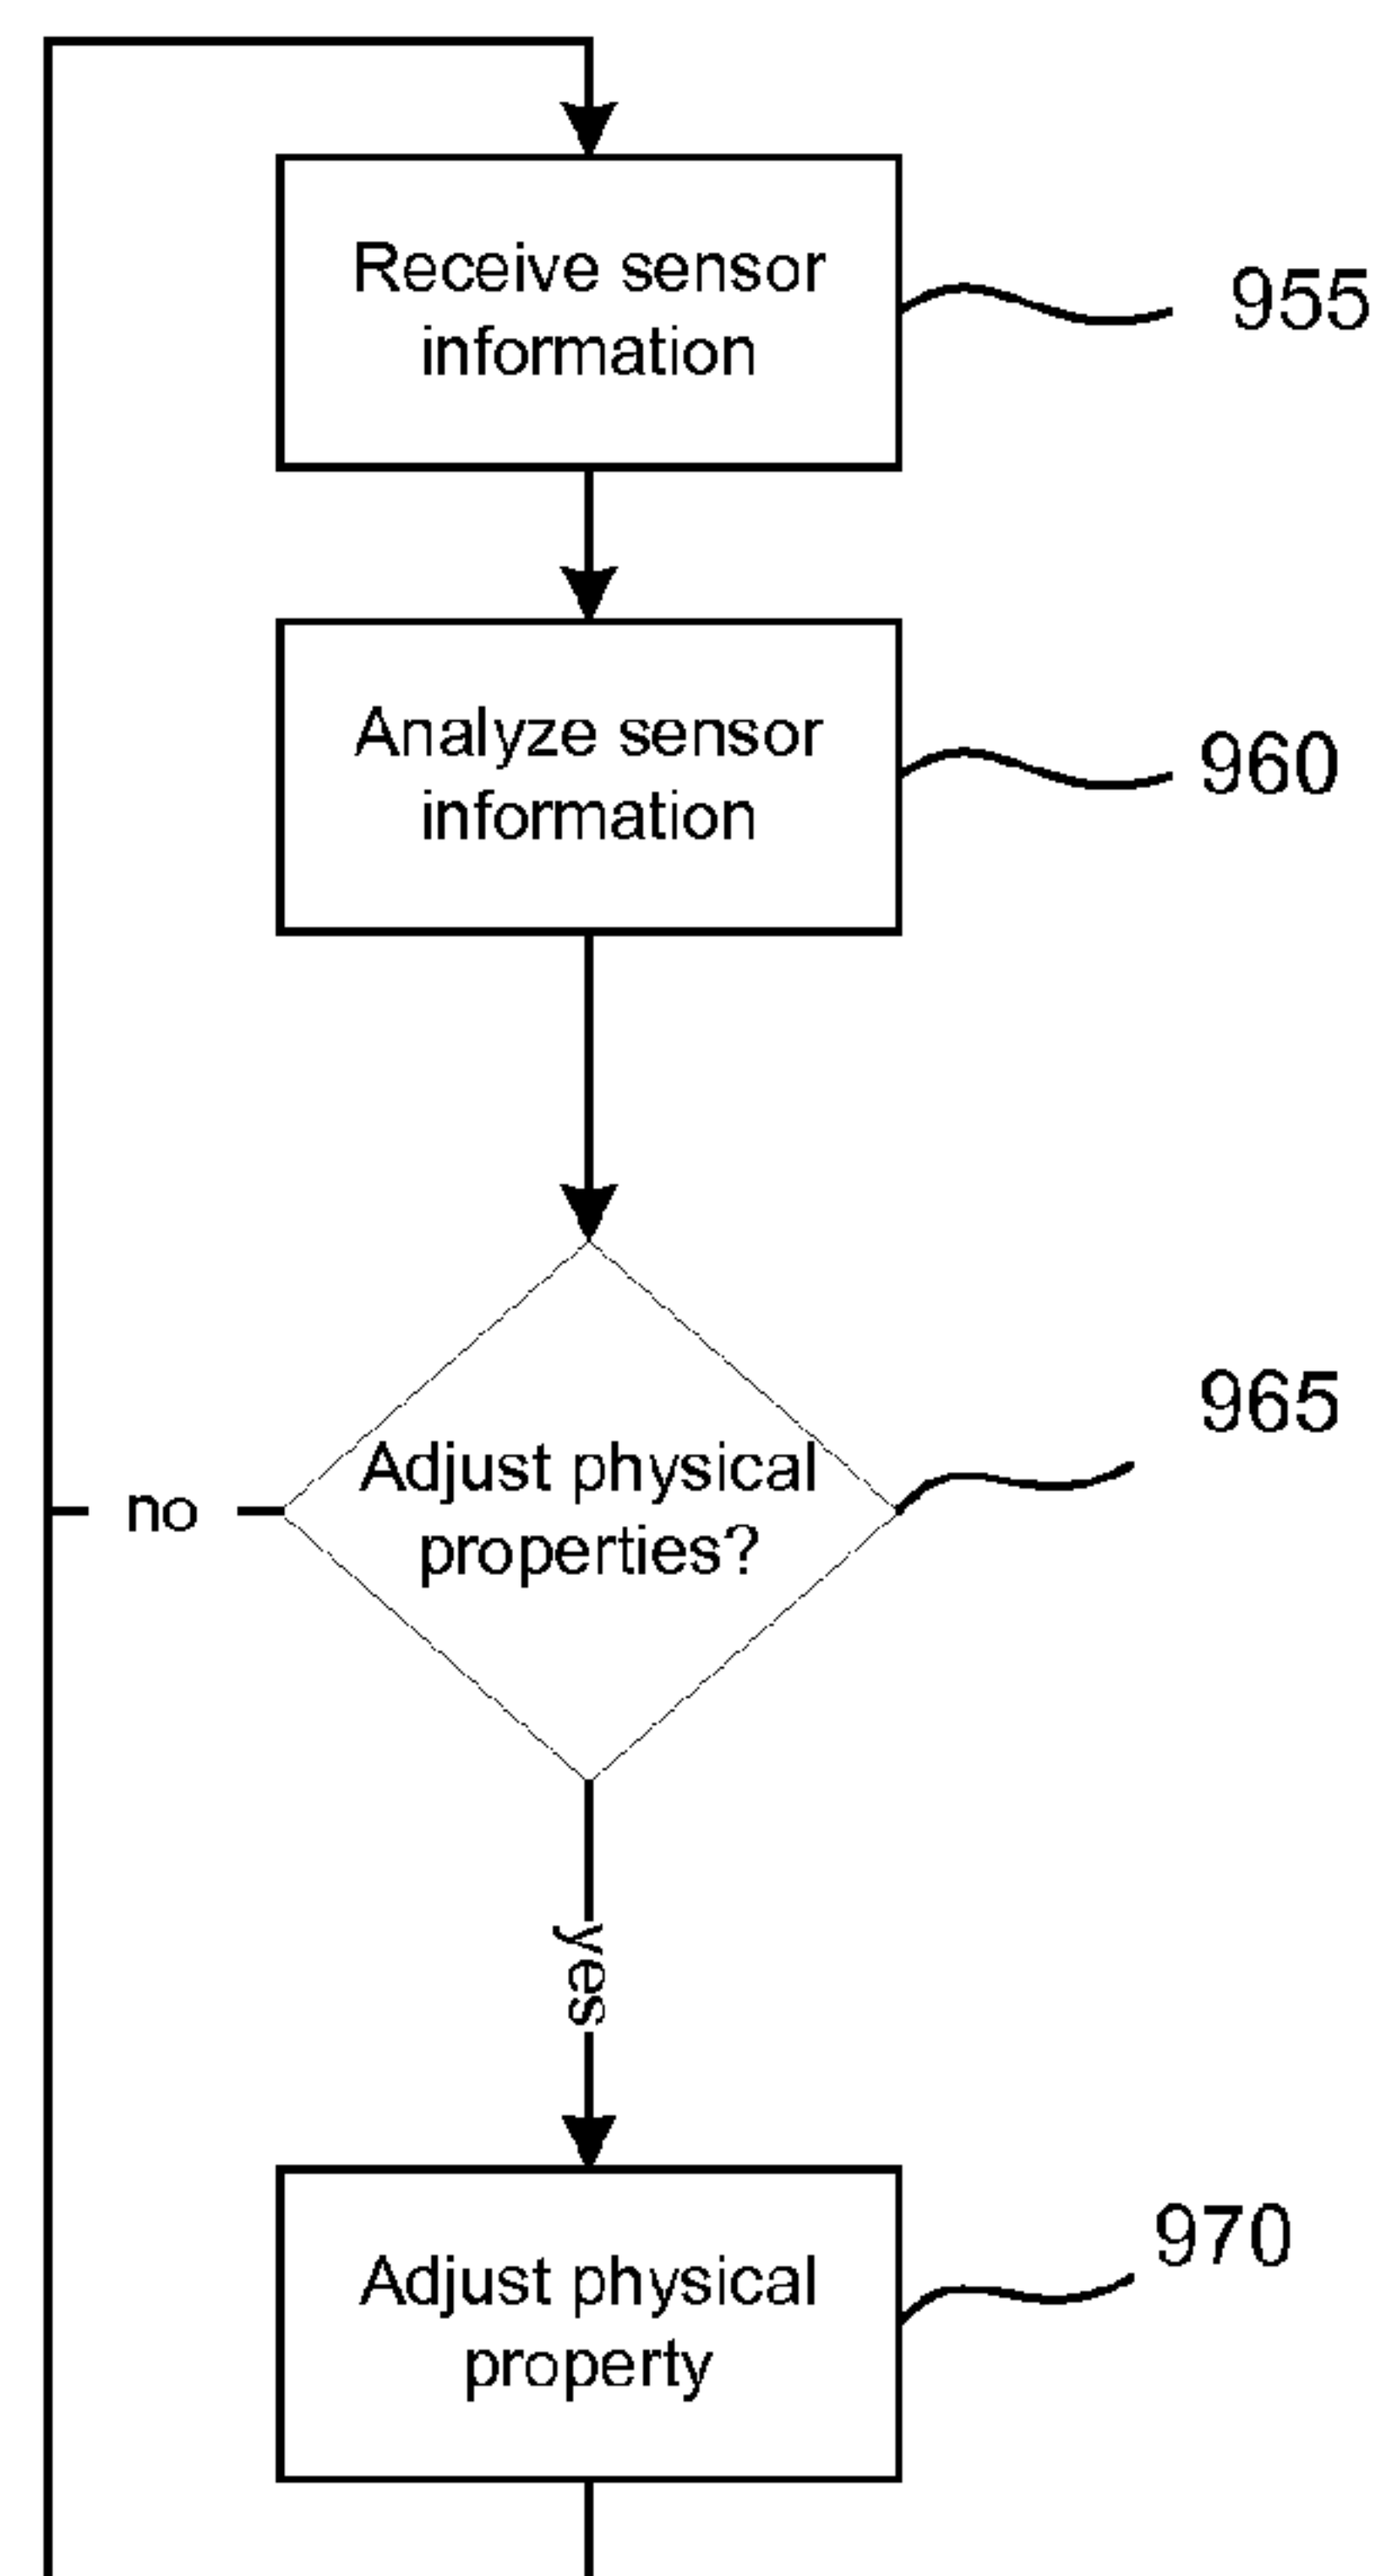 Receive sensor
information
955
Analyze sensor
information
960
965
Adjust physical
properties?
no
yes
970
Adjust physical
property